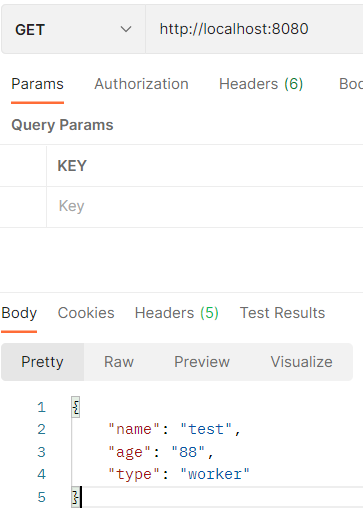 GET http://localhost:8080
Params Authorization Headers (6)
Query Params
KEY
Key
Body Cookies Headers (5) Test Results
Pretty Raw Preview Visualize
1 {
2 "name": "test",
3 "age": "88",
4 "type": "worker"
5 }